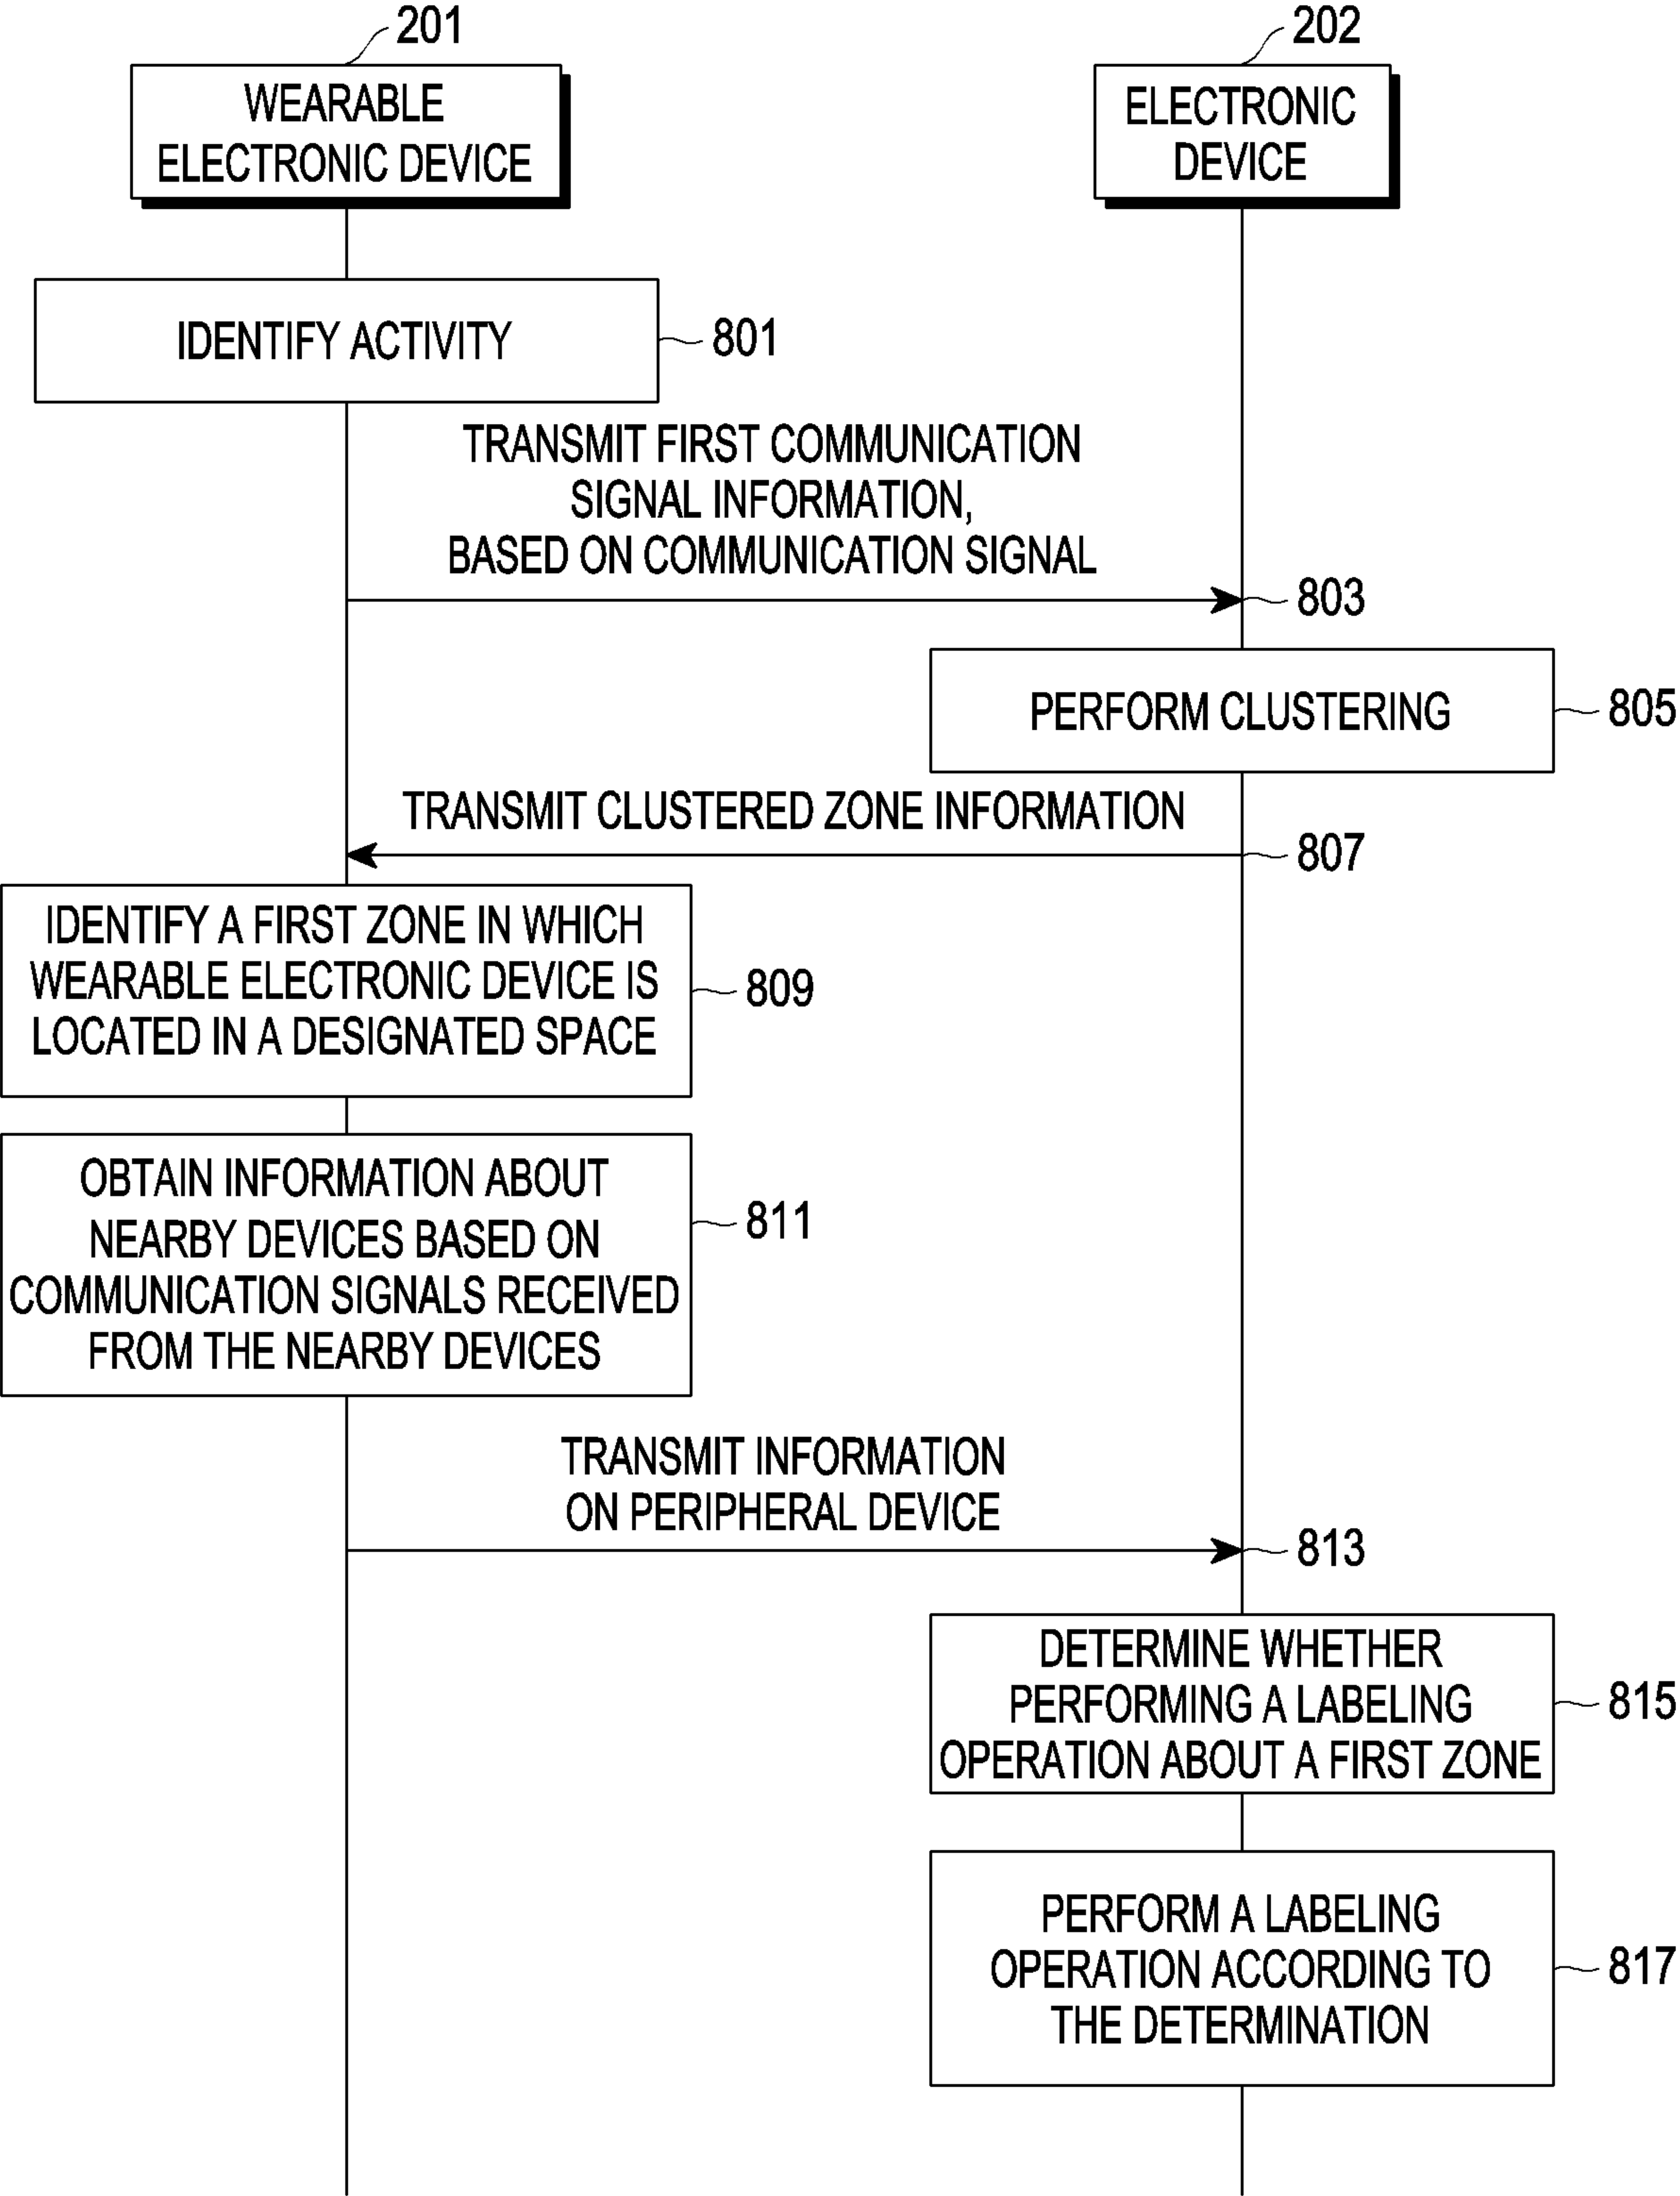 201
WEARABLE
ELECTRONIC DEVICE
202
ELECTRONIC
DEVICE
IDENTIFY ACTIVITY
801
TRANSMIT FIRST COMMUNICATION
SIGNAL INFORMATION,
BASED ON COMMUNICATION SIGNAL
803
PERFORM CLUSTERING
805
TRANSMIT CLUSTERED ZONE INFORMATION
807
IDENTIFY A FIRST ZONE IN WHICH
WEARABLE ELECTRONIC DEVICE IS
LOCATED IN A DESIGNATED SPACE
809
OBTAIN INFORMATION ABOUT
NEARBY DEVICES BASED ON
COMMUNICATION SIGNALS RECEIVED
FROM THE NEARBY DEVICES
811
TRANSMIT INFORMATION
ON PERIPHERAL DEVICE
813
DETERMINE WHETHER
PERFORMING A LABELING
OPERATION ABOUT A FIRST ZONE
815
PERFORM A LABELING
OPERATION ACCORDING TO
THE DETERMINATION
817